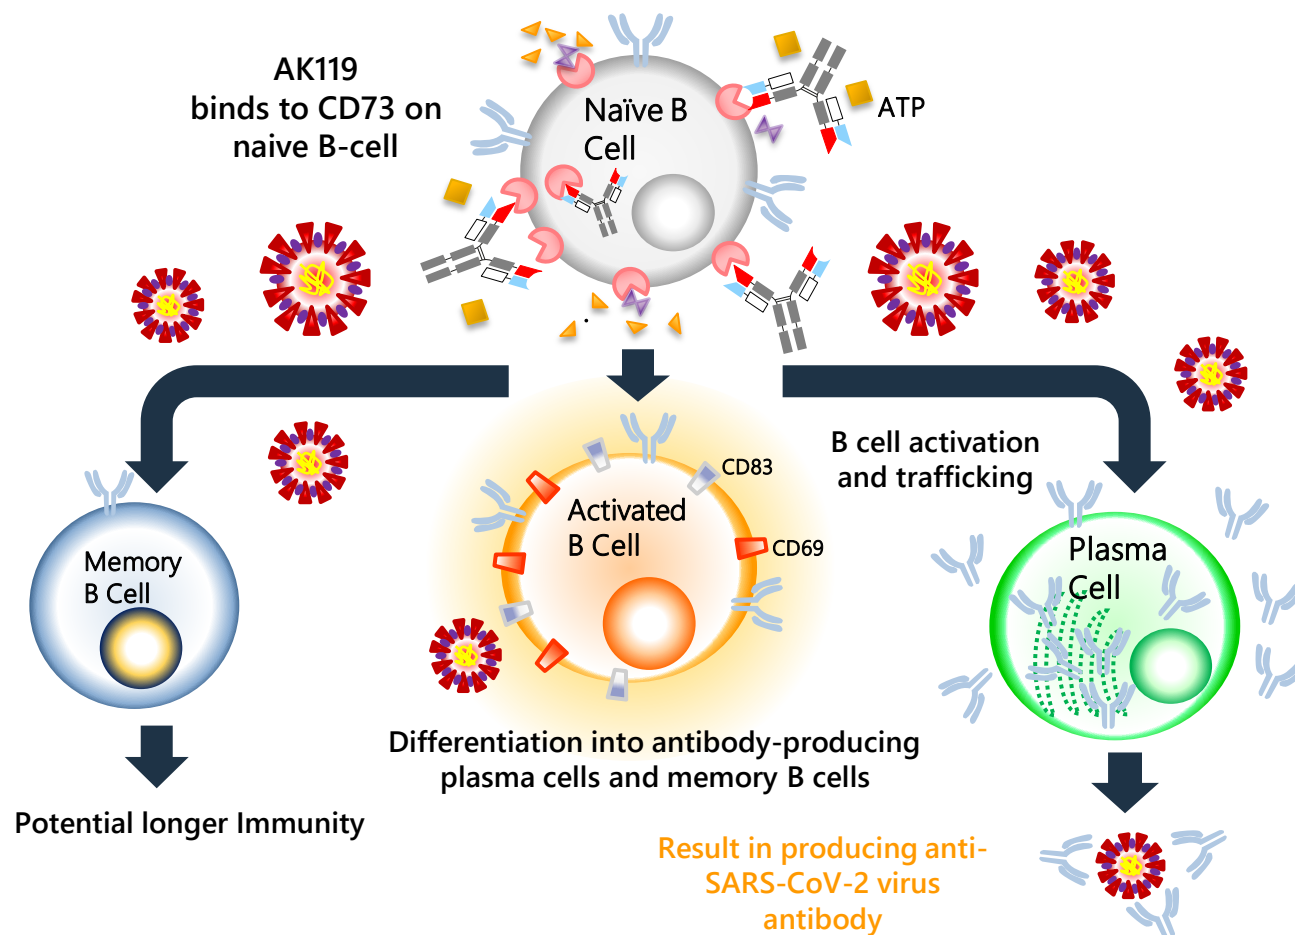 AK119
binds to CD73 on
naive B-cell
Naïve B
Cell
ATP
B cell activation
and trafficking
CD83
CD69
Activated
B Cell
Memory
B Cell
Plasma
Cell
Differentiation into antibody-producing
plasma cells and memory B cells
Potential longer Immunity
Result in producing anti-
SARS-CoV-2 virus
antibody